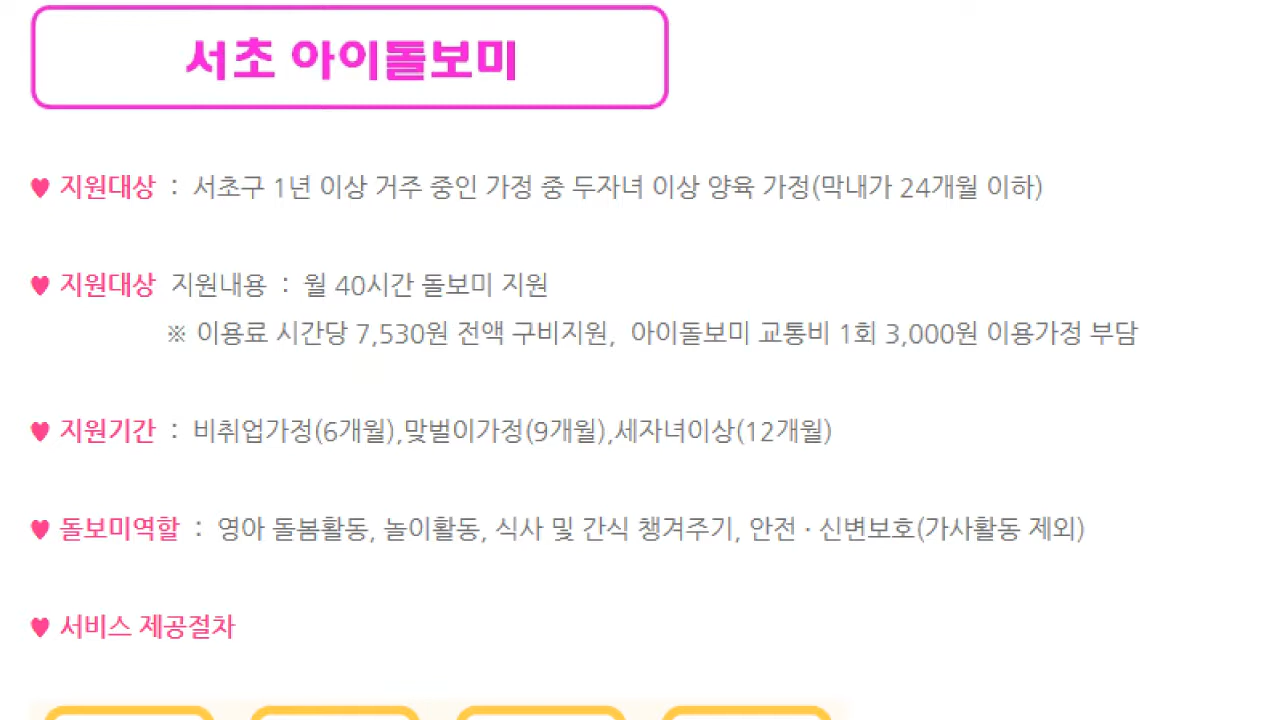 서초 아이돌보미
♥ 지원대상 : 서초구 1년 이상 거주 중인 가정 중 두자녀 이상 양육 가정(막내가 24개월 이하)
♥ 지원대상 지원내용 : 월 40시간 돌보미 지원
※ 이용료 시간당 7,530원 전액 구비지원, 아이돌보미 교통비 1회 3,000원 이용가정 부담
♥ 지원기간 : 비취업가정(6개월),맞벌이가정(9개월),세자녀이상(12개월)
♥ 돌보미역할 : 영아 돌봄활동, 놀이활동, 식사 및 간식 챙겨주기, 안전 · 신변보호(가사활동 제외)
♥ 서비스 제공절차